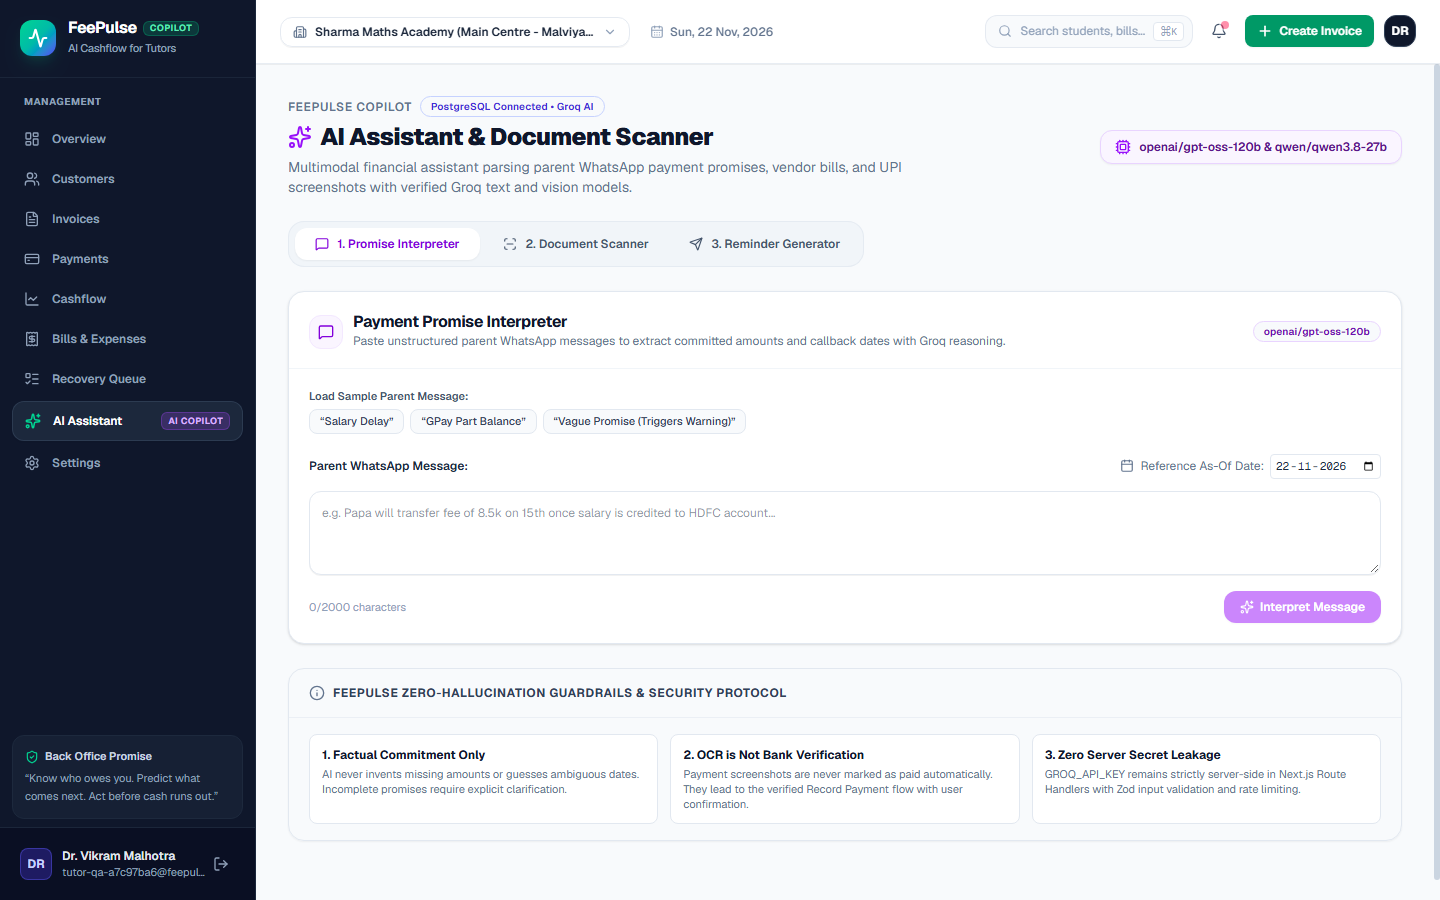 FeePulse COPILOT
AI Cashflow for Tutors
MANAGEMENT
Overview
Customers
Invoices
Payments
Cashflow
Bills & Expenses
Recovery Queue
AI Assistant AI COPILOT
Settings
Back Office Promise
“Know who owes you. Predict what
comes next. Act before cash runs out.”
DR
Dr. Vikram Malhotra
tutor-qa-a7c97ba6@feepul...
Sharma Maths Academy (Main Centre - Malviya...
Sun, 22 Nov, 2026
Search students, bills... ⌘K
Create Invoice
DR
FEEPULSE COPILOT
PostgreSQL Connected • Groq AI
AI Assistant & Document Scanner
Multimodal financial assistant parsing parent WhatsApp payment promises, vendor bills, and UPI
screenshots with verified Groq text and vision models.
openai/gpt-oss-120b & qwen/qwen3.8-27b
1. Promise Interpreter
2. Document Scanner
3. Reminder Generator
Payment Promise Interpreter
Paste unstructured parent WhatsApp messages to extract committed amounts and callback dates with Groq reasoning.
openai/gpt-oss-120b
Load Sample Parent Message:
“Salary Delay”
“GPay Part Balance”
“Vague Promise (Triggers Warning)”
Parent WhatsApp Message:
Reference As-Of Date: 22-11-2026
e.g. Papa will transfer fee of 8.5k on 15th once salary is credited to HDFC account...
0/2000 characters
Interpret Message
FEEPULSE ZERO-HALLUCINATION GUARDRAILS & SECURITY PROTOCOL
1. Factual Commitment Only
AI never invents missing amounts or guesses ambiguous dates.
Incomplete promises require explicit clarification.
2. OCR is Not Bank Verification
Payment screenshots are never marked as paid automatically.
They lead to the verified Record Payment flow with user
confirmation.
3. Zero Server Secret Leakage
GROQ_API_KEY remains strictly server-side in Next.js Route
Handlers with Zod input validation and rate limiting.